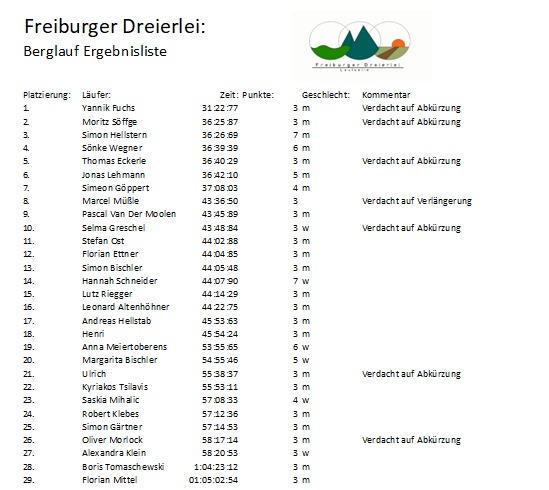 Freiburger Dreierlei:
Berglauf Ergebnisliste
Freiburger Dreierlei
Laufserie
Platzierung: Läufer: Zeit: Punkte: Geschlecht: Kommentar
1. Yannik Fuchs 31:22:77 3 m Verdacht auf Abkürzung
2. Moritz Söffge 36:25:87 3 m Verdacht auf Abkürzung
3. Simon Hellstern 36:26:69 7 m
4. Sönke Wegner 36:39:39 6 m
5. Thomas Eckerle 36:40:29 3 m Verdacht auf Abkürzung
6. Jonas Lehmann 36:42:10 5 m
7. Simeon Göppert 37:08:03 4 m
8. Marcel Müßle 43:36:50 3 Verdacht auf Verlängerung
9. Pascal Van Der Moolen 43:45:89 3 m
10. Selma Greschel 43:48:84 3 w Verdacht auf Abkürzung
11. Stefan Ost 44:02:88 3 m
12. Florian Ettner 44:04:85 3 m
13. Simon Bischler 44:05:48 3 m
14. Hannah Schneider 44:07:90 7 w
15. Lutz Riegger 44:14:29 3 m
16. Leonard Altenhöhner 44:22:75 3 m
17. Andreas Hellstab 45:53:63 3 m
18. Henri 45:54:24 3 m
19. Anna Meiertoberens 53:55:65 6 w
20. Margarita Bischler 54:55:46 5 w
21. Ulrich 55:38:37 3 m Verdacht auf Abkürzung
22. Kyriakos Tsilavis 55:53:11 3 m
23. Saskia Mihalic 57:08:33 4 w
24. Robert Klebes 57:12:36 3 m
25. Simon Gärtner 57:14:53 3 m
26. Oliver Morlock 58:17:14 3 m Verdacht auf Abkürzung
27. Alexandra Klein 58:20:53 3 w
28. Boris Tomaschewski 1:04:23:12 3 m
29. Florian Mittel 01:05:02:54 3 m